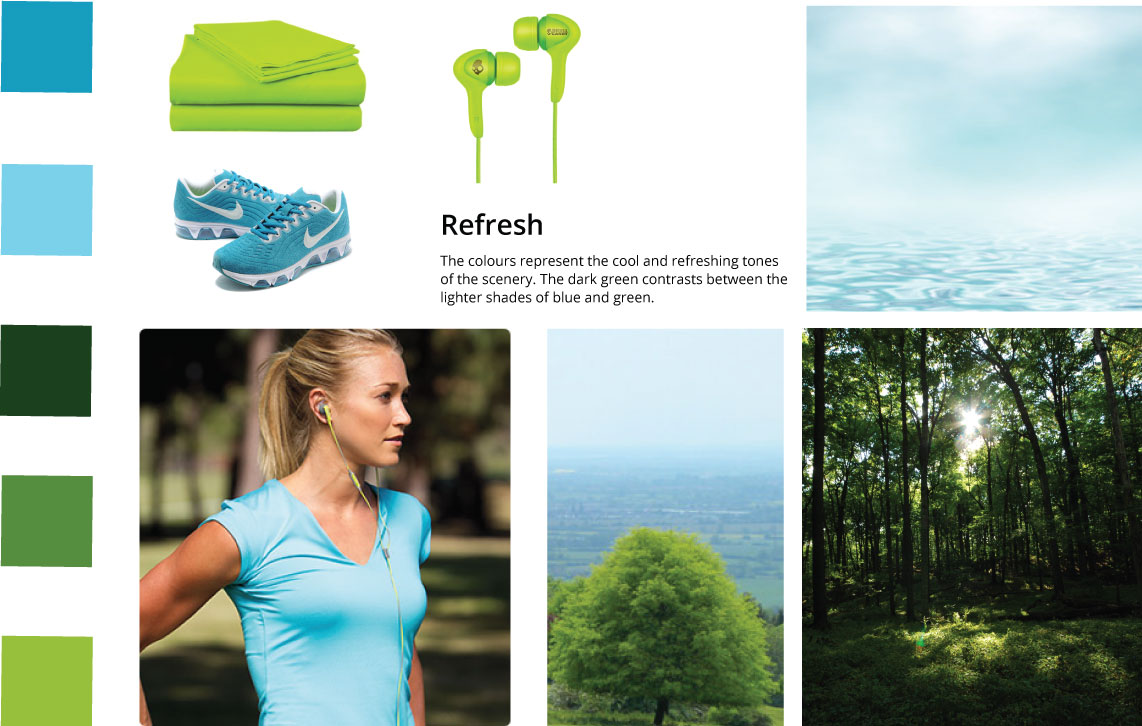 Refresh
The colours represent the cool and refreshing tones
of the scenery. The dark green contrasts between the
lighter shades of blue and green.